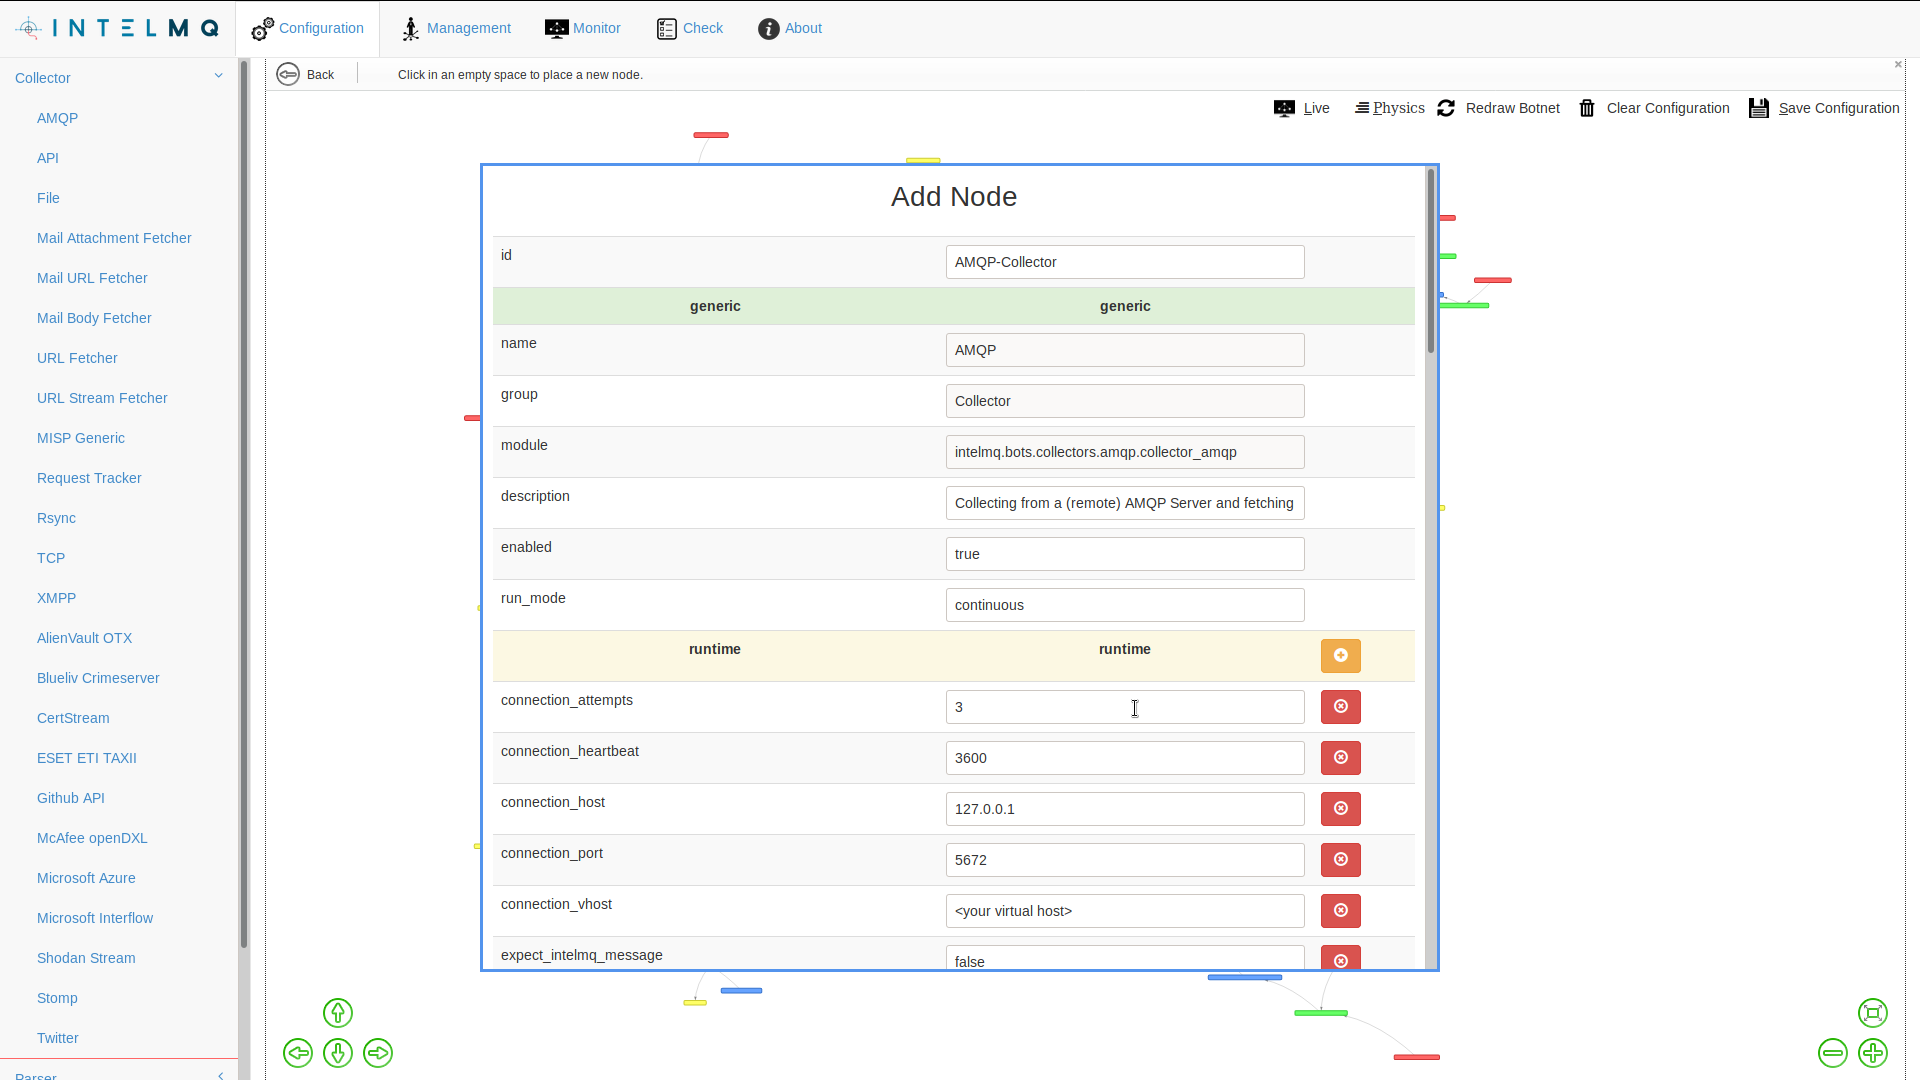 INTELMQ
Configuration
Management
Monitor
Check
About
Collector
AMQP
API
File
Mail Attachment Fetcher
Mail URL Fetcher
Mail Body Fetcher
URL Fetcher
URL Stream Fetcher
MISP Generic
Request Tracker
Rsync
TCP
XMPP
AlienVault OTX
Blueliv Crimeserver
CertStream
ESET ETI TAXII
Github API
McAfee openDXL
Microsoft Azure
Microsoft Interflow
Shodan Stream
Stomp
Twitter
Parser
Back
Click in an empty space to place a new node.
Live
Physics
Redraw Botnet
Clear Configuration
Save Configuration
Add Node
id AMQP-Collector
generic generic
name AMQP
group Collector
module intelmq.bots.collectors.amqp.collector_amqp
description Collecting from a (remote) AMQP Server and fetching
enabled true
run_mode continuous
runtime runtime
connection_attempts 3
connection_heartbeat 3600
connection_host 127.0.0.1
connection_port 5672
connection_vhost <your virtual host>
expect_intelmq_message false